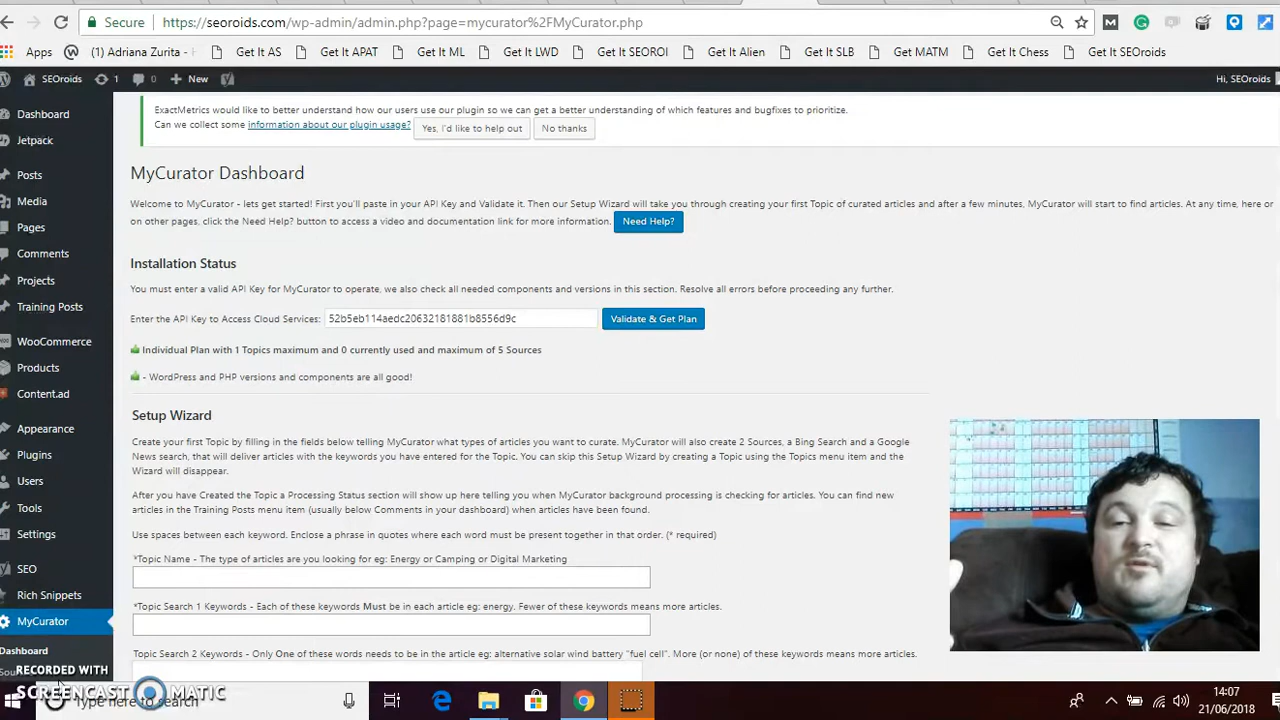 Secure https://seoroids.com/wp-admin/admin.php?page=mycurator%2FMyCurator.php
Apps (1) Adriana Zurita - Get It AS Get It APAT Get It ML Get It LWD Get It SEOROI Get It Alien Get It SLB Get MATM Get It Chess Get It SEOroids
SEOroids 1 0 New Hi, SEOroids
Dashboard
Jetpack
Posts
Media
Pages
Comments
Projects
Training Posts
WooCommerce
Products
Content.ad
Appearance
Plugins
Users
Tools
Settings
SEO
Rich Snippets
MyCurator
Dashboard
ExactMetrics would like to better understand how our users use our plugin so we can get a better understanding of which features and bugfixes to prioritize.
Can we collect some information about our plugin usage? Yes, I'd like to help out No thanks
MyCurator Dashboard
Welcome to MyCurator - lets get started! First you'll paste in your API Key and Validate it. Then our Setup Wizard will take you through creating your first Topic of curated articles and after a few minutes, MyCurator will start to find articles. At any time, here or
on other pages, click the Need Help? button to access a video and documentation link for more information. Need Help?
Installation Status
You must enter a valid API Key for MyCurator to operate, we also check all needed components and versions in this section. Resolve all errors before proceeding any further.
Enter the API Key to Access Cloud Services: 52b5eb114aedc20632181881b8556d9c Validate & Get Plan
Individual Plan with 1 Topics maximum and 0 currently used and maximum of 5 Sources
- WordPress and PHP versions and components are all good!
Setup Wizard
Create your first Topic by filling in the fields below telling MyCurator what types of articles you want to curate. MyCurator will also create 2 Sources, a Bing Search and a Google
News search, that will deliver articles with the keywords you have entered for the Topic. You can skip this Setup Wizard by creating a Topic using the Topics menu item and the
Wizard will disappear.
After you have Created the Topic a Processing Status section will show up here telling you when MyCurator background processing is checking for articles. You can find new
articles in the Training Posts menu item (usually below Comments in your dashboard) when articles have been found.
Use spaces between each keyword. Enclose a phrase in quotes where each word must be present together in that order. (* required)
*Topic Name - The type of articles are you looking for eg: Energy or Camping or Digital Marketing
*Topic Search 1 Keywords - Each of these keywords Must be in each article eg: energy. Fewer of these keywords means more articles.
Topic Search 2 Keywords - Only One of these words needs to be in the article eg: alternative solar wind battery "fuel cell". More (or none) of these keywords means more articles.
RECORDED WITH
SCREENCAST MATIC
Type here to search
14:07
21/06/2018